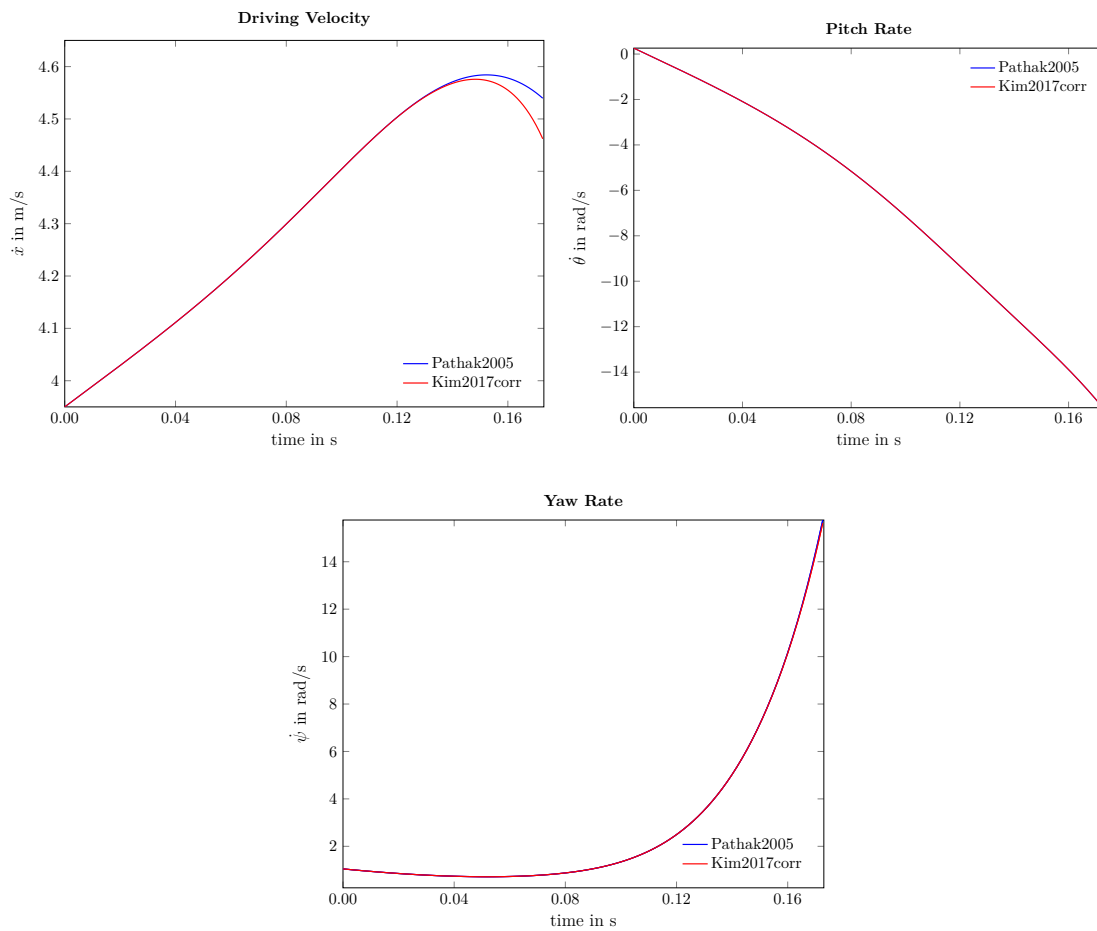 Driving Velocity
4.6
4.5
4.4
4.3
4.2
4.1
4
ẋ in m/s
Pathak2005
Kim2017corr
0.00 0.04 0.08 0.12 0.16
time in s
Pitch Rate
0
−2
−4
−6
−8
−10
−12
−14
θ̇ in rad/s
Pathak2005
Kim2017corr
0.00 0.04 0.08 0.12 0.16
time in s
Yaw Rate
14
12
10
8
6
4
2
ψ̇ in rad/s
Pathak2005
Kim2017corr
0.00 0.04 0.08 0.12 0.16
time in s